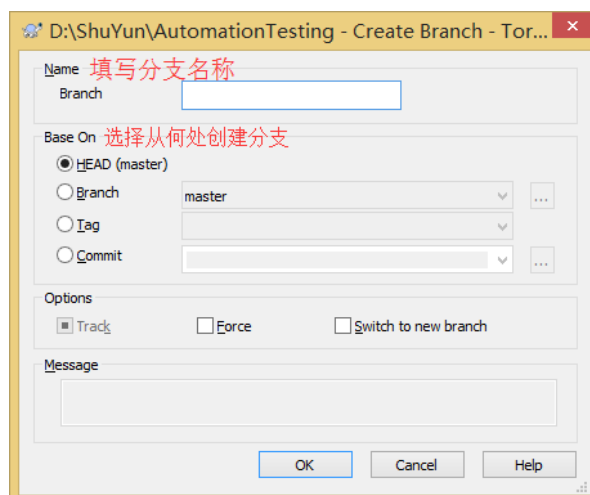 D:\ShuYun\AutomationTesting - Create Branch - Tor...
Name 填写分支名称
Branch
Base On 选择从何处创建分支
HEAD (master)
Branch master ...
Tag
Commit ...
Options
Track Force Switch to new branch
Message
OK Cancel Help